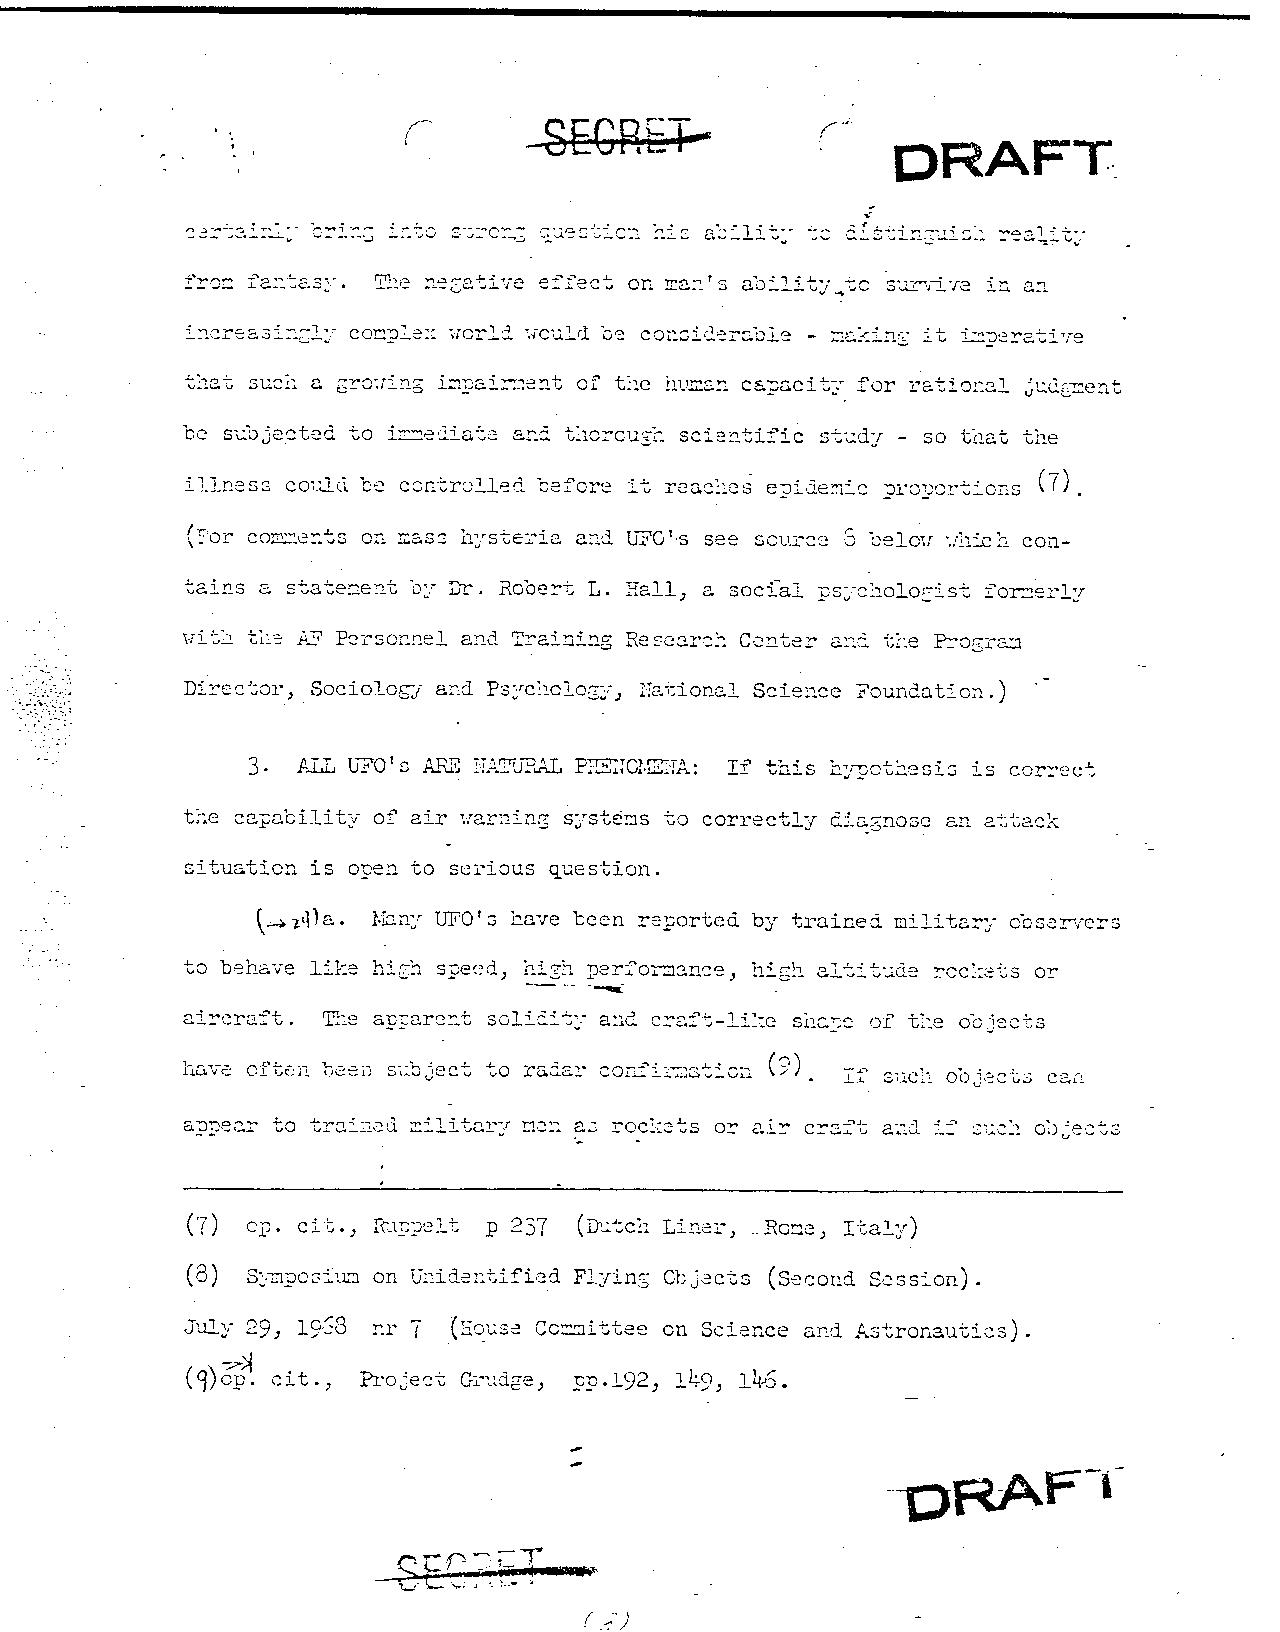 SECRET
DRAFT
certainly bring into strong question his ability to distinguish reality
from fantasy. The negative effect on man's ability to survive in an
increasingly complex world would be considerable - making it imperative
that such a growing impairment of the human capacity for rational judgment
be subjected to immediate and thorough scientific study - so that the
illness could be controlled before it reaches epidemic proportions (7).
(For comments on mass hysteria and UFO's see source 8 below which con-
tains a statement by Dr. Robert L. Hall, a social psychologist formerly
with the AF Personnel and Training Research Center and the Program
Director, Sociology and Psychology, National Science Foundation.)
3. ALL UFO's ARE NATURAL PHENOMENA: If this hypothesis is correct
the capability of air warning systems to correctly diagnose an attack
situation is open to serious question.
a. Many UFO's have been reported by trained military observers
to behave like high speed, high performance, high altitude rockets or
aircraft. The apparent solidity and craft-like shape of the objects
have often been subject to radar confirmation (9). If such objects can
appear to trained military men as rockets or air craft and if such objects
(7) op. cit., Ruppelt p 237 (Dutch Liner, Rome, Italy)
(8) Symposium on Unidentified Flying Objects (Second Session).
July 29, 1968 nr 7 (House Committee on Science and Astronautics).
(9) op. cit., Project Grudge, pp.192, 149, 146.
DRAFT
SECRET